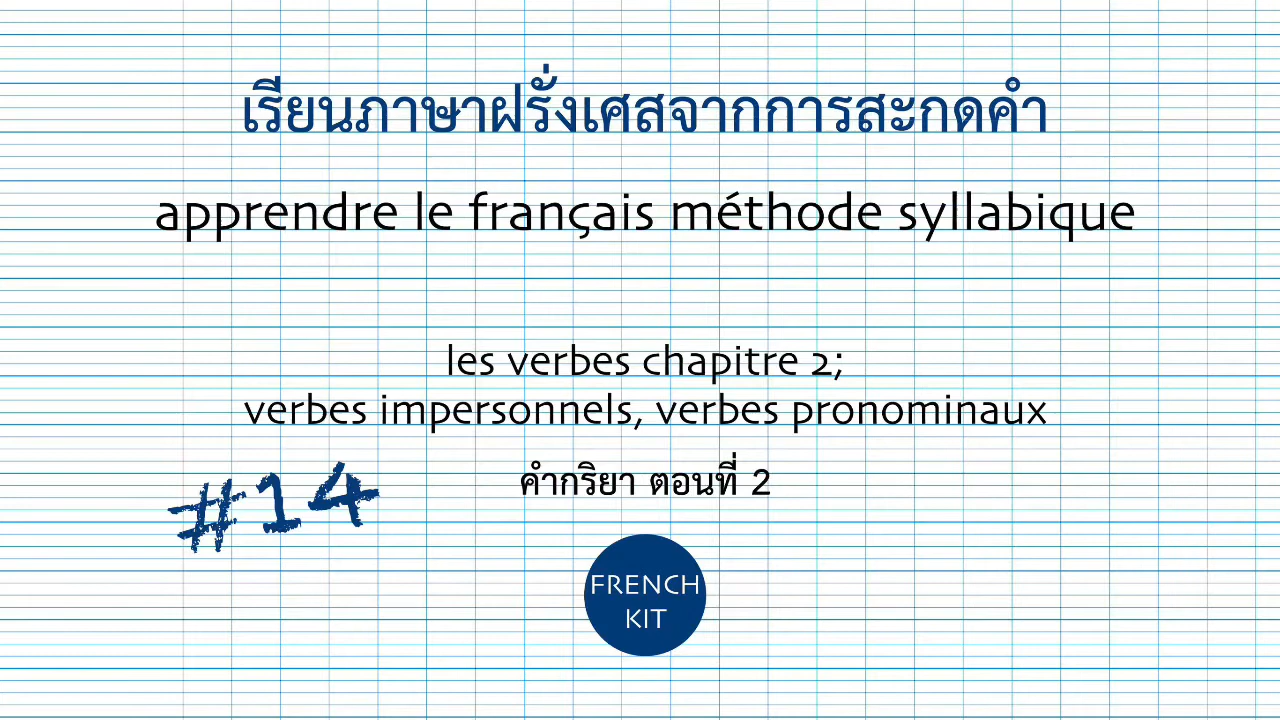 เรียนภาษาฝรั่งเศสจากการสะกดคำ
apprendre le français méthode syllabique
les verbes chapitre 2;
verbes impersonnels, verbes pronominaux
คำกริยา ตอนที่ 2
#14
FRENCH
KIT